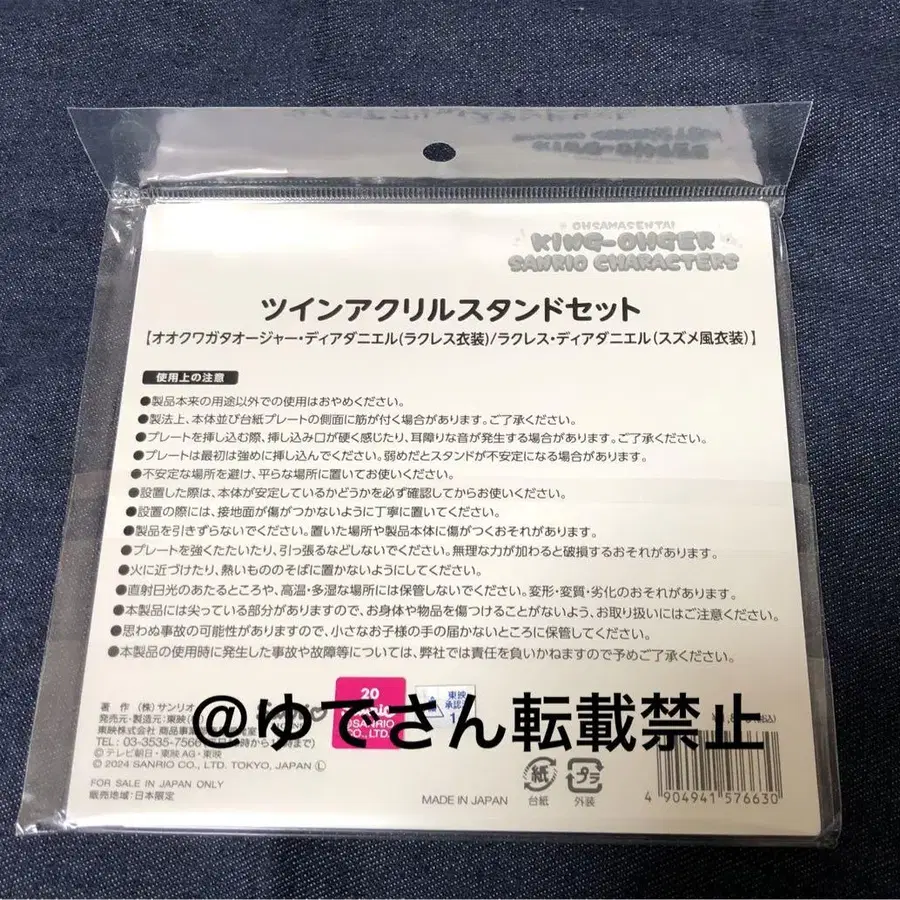 OHSAMASENTAI
KING-OHGER
SANRIO CHARACTERS
ツインアクリルスタンドセット
【オオクワガタオージャー・ディアダニエル(ラクレス衣装)/ラクレス・ディアダニエル(スズメ風衣装)】
使用上の注意
●製品本来の用途以外での使用はおやめください。
●製法上、本体並び台紙プレートの側面に筋が付く場合があります。ご了承ください。
●プレートを挿し込む際、挿し込み口が硬く感じたり、耳障りな音が発生する場合があります。ご了承ください。
●プレートは最初は強めに挿し込んでください。弱めだとスタンドが不安定になる場合があります。
●不安定な場所を避け、平らな場所に置いてお使いください。
●設置した際は、本体が安定しているかどうかを必ず確認してからお使いください。
●設置の際には、接地面が傷がつかないように丁寧に置いてください。
●製品を引きずらないでください。置いた場所や製品本体に傷がつくおそれがあります。
●プレートを強くたたいたり、引っ張るなどしないでください。無理な力が加わると破損するおそれがあります。
●火に近づけたり、熱いもののそばに置かないようにしてください。
●直射日光のあたるところや、高温・多湿な場所には保管しないでください。変形・変質・劣化のおそれがあります。
●本製品には尖っている部分がありますので、お身体や物品を傷つけることがないよう、お取り扱いにはご注意ください。
●思わぬ事故の可能性がありますので、小さなお子様の手の届かないところに保管してください。
●本製品の使用時に発生した事故や故障等については、弊社では責任を負いかねますので予めご了承ください。
著作 (株)サンリオ
発売元・製造元:東映
東映株式会社 商品事業
TEL: 03-3535-7566
©テレビ朝日・東映AG・東映
©2024 SANRIO CO., LTD. TOKYO, JAPAN Ⓛ
FOR SALE IN JAPAN ONLY
販売地域:日本限定
20
SANRIO
CO., LTD.
東映
承認
@ゆでさん転載禁止
(税込)
MADE IN JAPAN
紙
台紙
プラ
外装
4 904941 576630